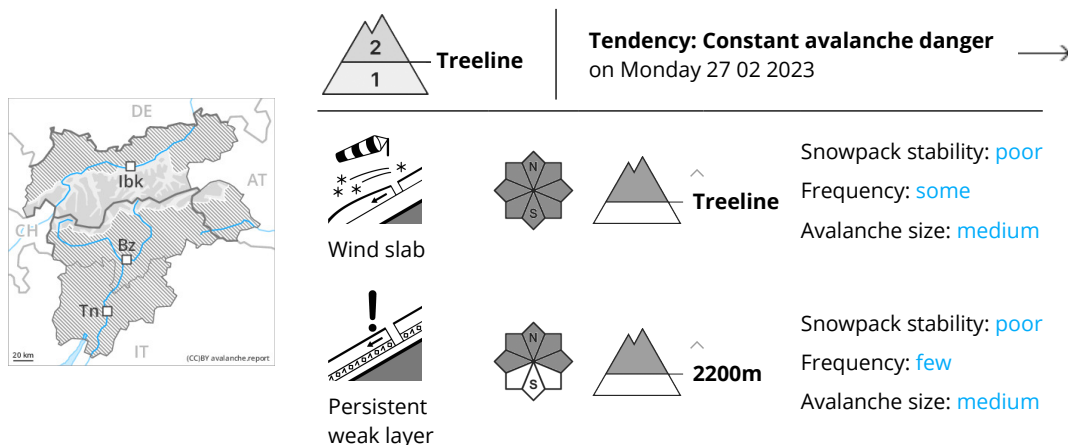 2
1
Treeline
Tendency: Constant avalanche danger
on Monday 27 02 2023
DE
AT
CH
IT
Ibk
Bz
Tn
20 km
(CC)BY avalanche.report
Wind slab
N
S
Treeline
Snowpack stability: poor
Frequency: some
Avalanche size: medium
Persistent
weak layer
N
S
2200m
Snowpack stability: poor
Frequency: few
Avalanche size: medium